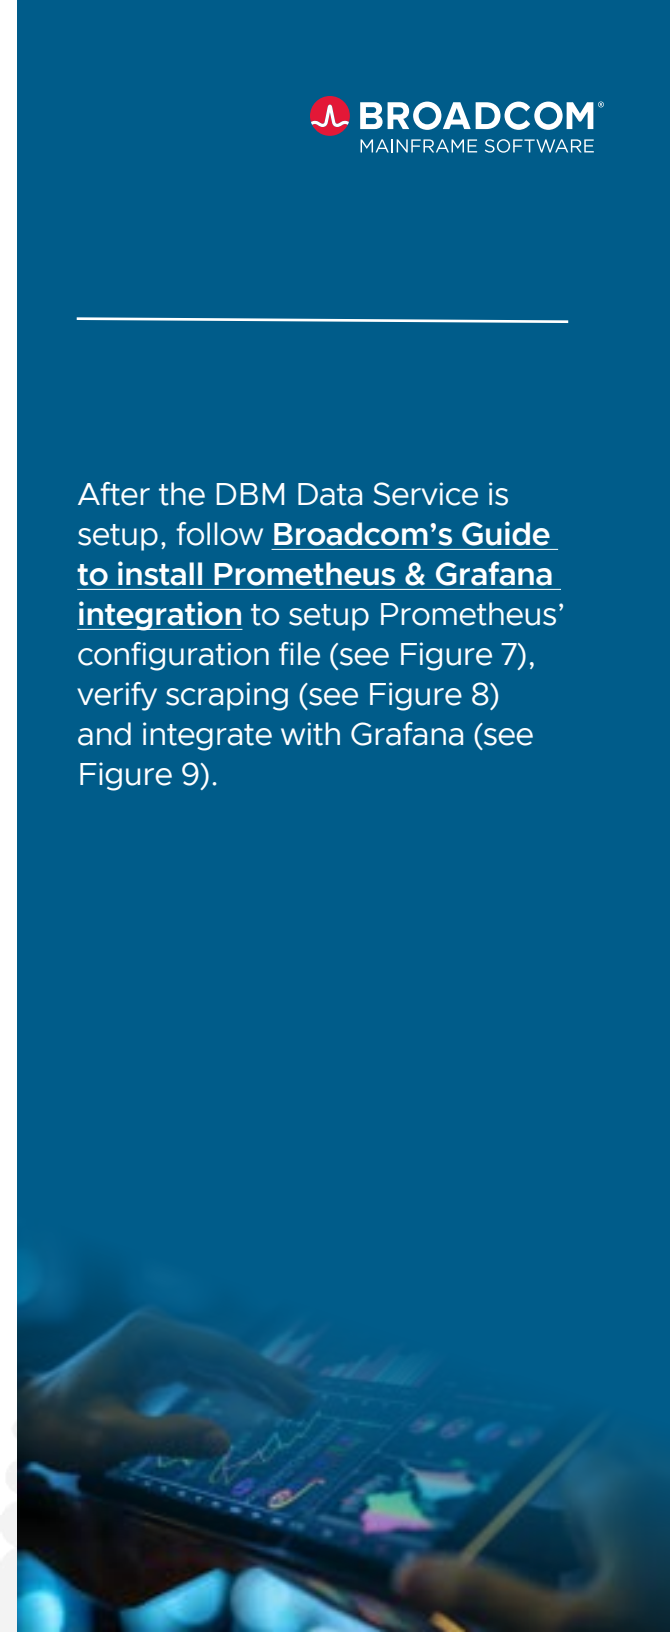 BROADCOM®
MAINFRAME SOFTWARE
After the DBM Data Service is
setup, follow Broadcom’s Guide
to install Prometheus & Grafana
integration to setup Prometheus’
configuration file (see Figure 7),
verify scraping (see Figure 8)
and integrate with Grafana (see
Figure 9).